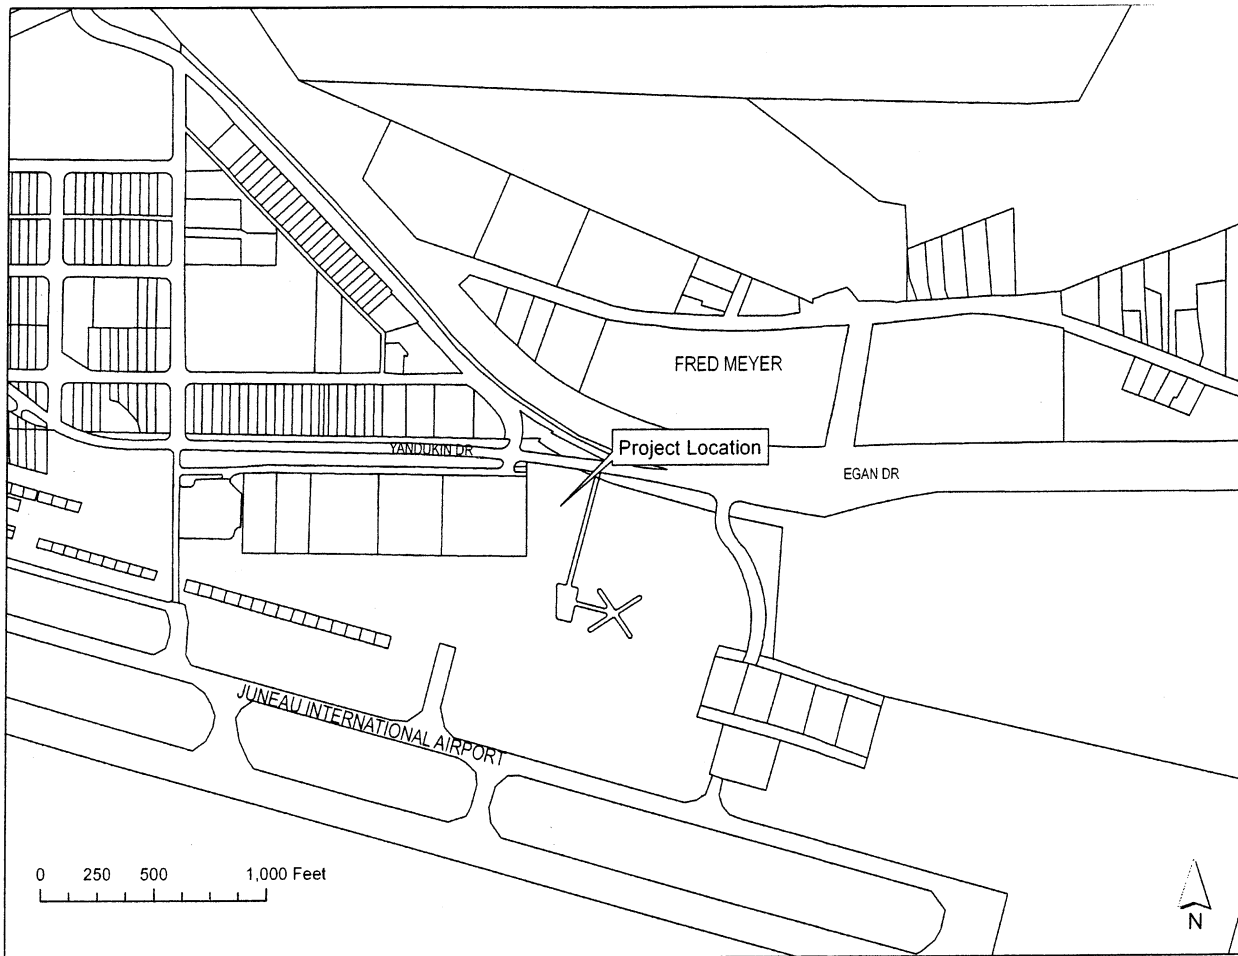 FRED MEYER
Project Location
YANDUKIN DR
EGAN DR
JUNEAU INTERNATIONAL AIRPORT
0 250 500 1,000 Feet
N